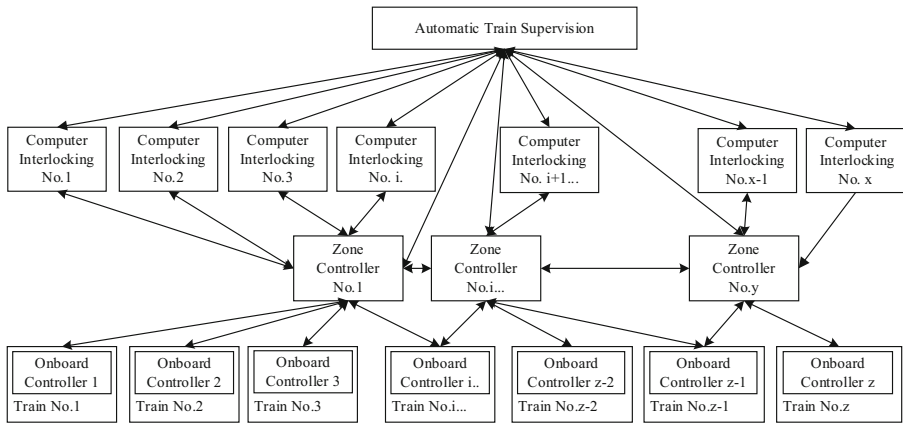 Automatic Train Supervision
Computer
Interlocking
No.1
Computer
Interlocking
No.2
Computer
Interlocking
No.3
Computer
Interlocking
No. i.
Computer
Interlocking
No. i+1...
Computer
Interlocking
No.x-1
Computer
Interlocking
No. x
Zone
Controller
No.1
Zone
Controller
No.i...
Zone
Controller
No.y
Onboard
Controller 1
Train No.1
Onboard
Controller 2
Train No.2
Onboard
Controller 3
Train No.3
Onboard
Controller i..
Train No.i...
Onboard
Controller z-2
Train No.z-2
Onboard
Controller z-1
Train No.z-1
Onboard
Controller z
Train No.z